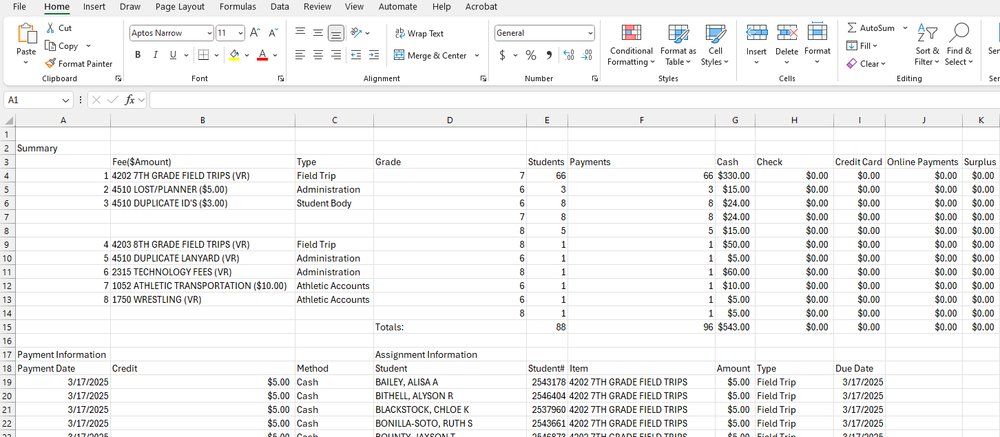 File Home Insert Draw Page Layout Formulas Data Review View Automate Help Acrobat
Paste Cut Copy Format Painter Clipboard
Aptos Narrow 11 A^ A˅ B I U A Font
ab Wrap Text Merge & Center Alignment
General $ % , Number
Conditional Formatting Format as Table Cell Styles Styles
Insert Delete Format Cells
AutoSum Fill Clear Sort & Filter Find & Select Editing
A1 fx
A B C D E F G H I J K
1
2 Summary
3 Fee($Amount) Type Grade Students Payments Cash Check Credit Card Online Payments Surplus
4 1 4202 7TH GRADE FIELD TRIPS (VR) Field Trip 7 66 66 $330.00 $0.00 $0.00 $0.00 $0.00
5 2 4510 LOST/PLANNER ($5.00) Administration 6 3 3 $15.00 $0.00 $0.00 $0.00 $0.00
6 3 4510 DUPLICATE ID'S ($3.00) Student Body 6 8 8 $24.00 $0.00 $0.00 $0.00 $0.00
7 7 8 8 $24.00 $0.00 $0.00 $0.00 $0.00
8 8 5 5 $15.00 $0.00 $0.00 $0.00 $0.00
9 4 4203 8TH GRADE FIELD TRIPS (VR) Field Trip 8 1 1 $50.00 $0.00 $0.00 $0.00 $0.00
10 5 4510 DUPLICATE LANYARD (VR) Administration 6 1 1 $5.00 $0.00 $0.00 $0.00 $0.00
11 6 2315 TECHNOLOGY FEES (VR) Administration 8 1 1 $60.00 $0.00 $0.00 $0.00 $0.00
12 7 1052 ATHLETIC TRANSPORTATION ($10.00) Athletic Accounts 6 1 1 $10.00 $0.00 $0.00 $0.00 $0.00
13 8 1750 WRESTLING (VR) Athletic Accounts 6 1 1 $5.00 $0.00 $0.00 $0.00 $0.00
14 8 1 1 $5.00 $0.00 $0.00 $0.00 $0.00
15 Totals: 88 96 $543.00 $0.00 $0.00 $0.00 $0.00
16
17 Payment Information Assignment Information
18 Payment Date Credit Method Student Student# Item Amount Type Due Date
19 3/17/2025 $5.00 Cash BAILEY, ALISA A 2543178 4202 7TH GRADE FIELD TRIPS $5.00 Field Trip 3/17/2025
20 3/17/2025 $5.00 Cash BITHELL, ALYSON R 2546404 4202 7TH GRADE FIELD TRIPS $5.00 Field Trip 3/17/2025
21 3/17/2025 $5.00 Cash BLACKSTOCK, CHLOE K 2537960 4202 7TH GRADE FIELD TRIPS $5.00 Field Trip 3/17/2025
22 3/17/2025 $5.00 Cash BONILLA-SOTO, RUTH S 2543661 4202 7TH GRADE FIELD TRIPS $5.00 Field Trip 3/17/2025
3/17/2025 $5.00 Cash 4202 7TH GRADE FIELD TRIPS $5.00 Field Trip 3/17/2025